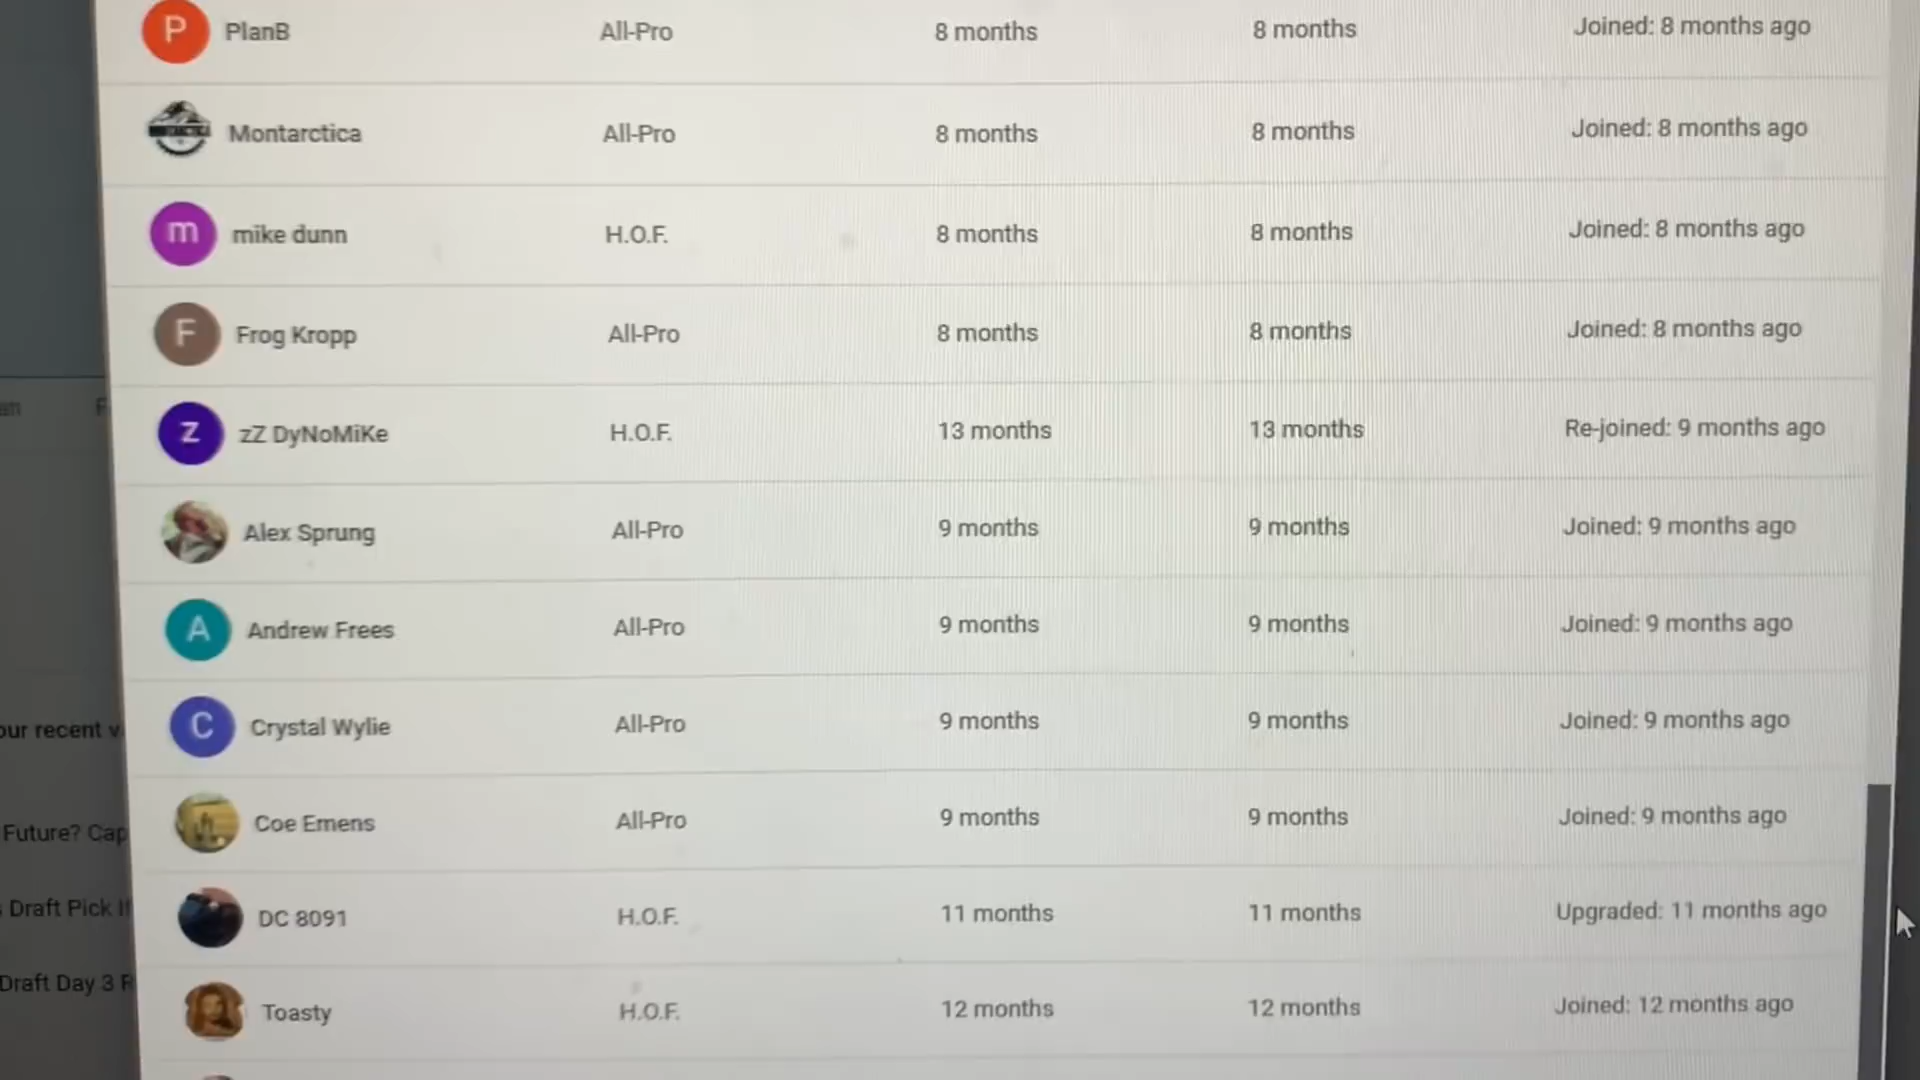 P PlanB All-Pro 8 months 8 months Joined: 8 months ago
Montarctica All-Pro 8 months 8 months Joined: 8 months ago
m mike dunn H.O.F. 8 months 8 months Joined: 8 months ago
F Frog Kropp All-Pro 8 months 8 months Joined: 8 months ago
z zZ DyNoMiKe H.O.F. 13 months 13 months Re-joined: 9 months ago
Alex Sprung All-Pro 9 months 9 months Joined: 9 months ago
A Andrew Frees All-Pro 9 months 9 months Joined: 9 months ago
C Crystal Wylie All-Pro 9 months 9 months Joined: 9 months ago
our recent v
Coe Emens All-Pro 9 months 9 months Joined: 9 months ago
Future? Cap
DC 8091 H.O.F. 11 months 11 months Upgraded: 11 months ago
Draft Pick
Toasty H.O.F. 12 months 12 months Joined: 12 months ago
Draft Day 3